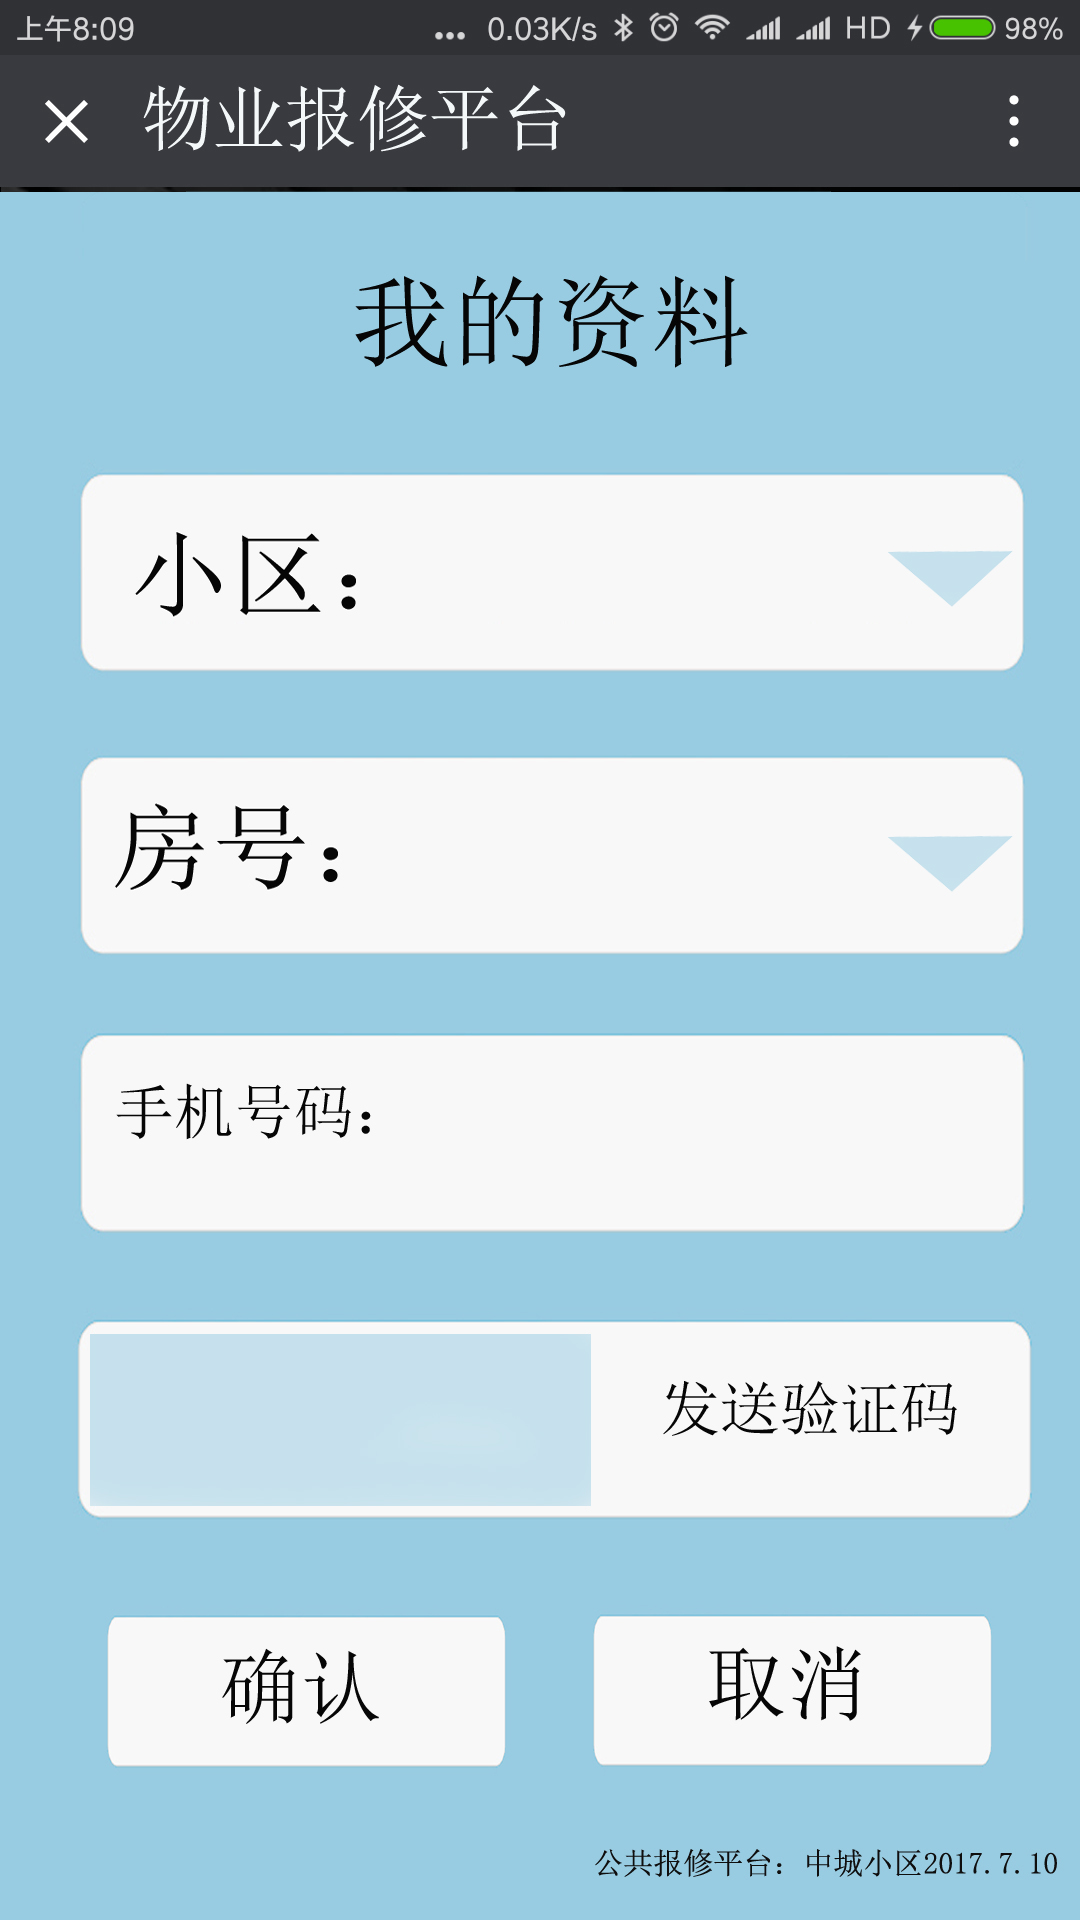 上午8:09 ... 0.03K/s HD 98%
物业报修平台
我的资料
小区：
房号：
手机号码：
发送验证码
确认 取消
公共报修平台：中城小区2017.7.10